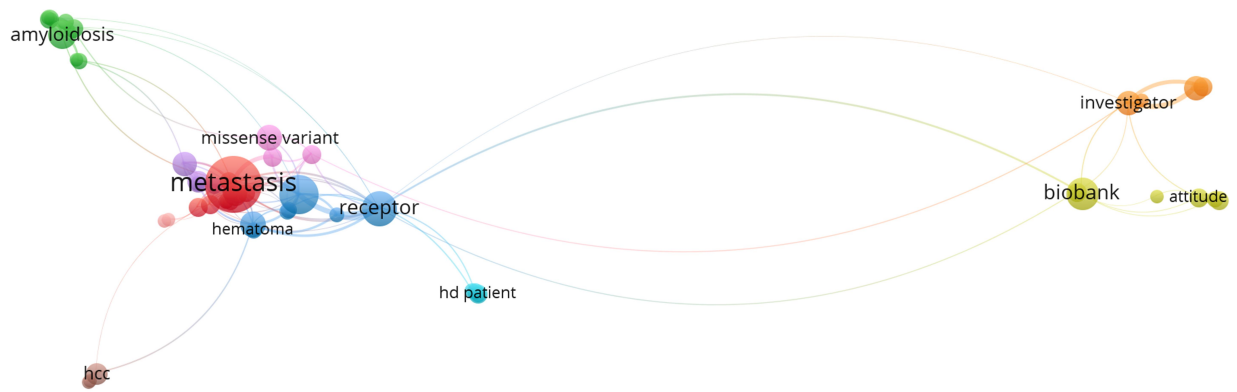 amyloidosis
investigator
missense variant
metastasis
biobank
attitude
receptor
hematoma
hd patient
hcc